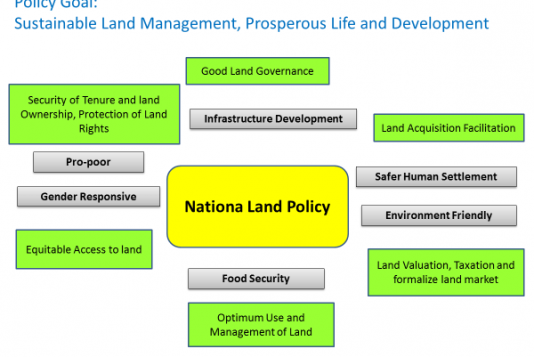 Policy Goal:
Sustainable Land Management, Prosperous Life and Development
Good Land Governance
Security of Tenure and land
Ownership, Protection of Land
Rights
Infrastructure Development
Land Acquisition Facilitation
Pro-poor
Safer Human Settlement
Gender Responsive
Nationa Land Policy
Environment Friendly
Equitable Access to land
Land Valuation, Taxation and
formalize land market
Food Security
Optimum Use and
Management of Land